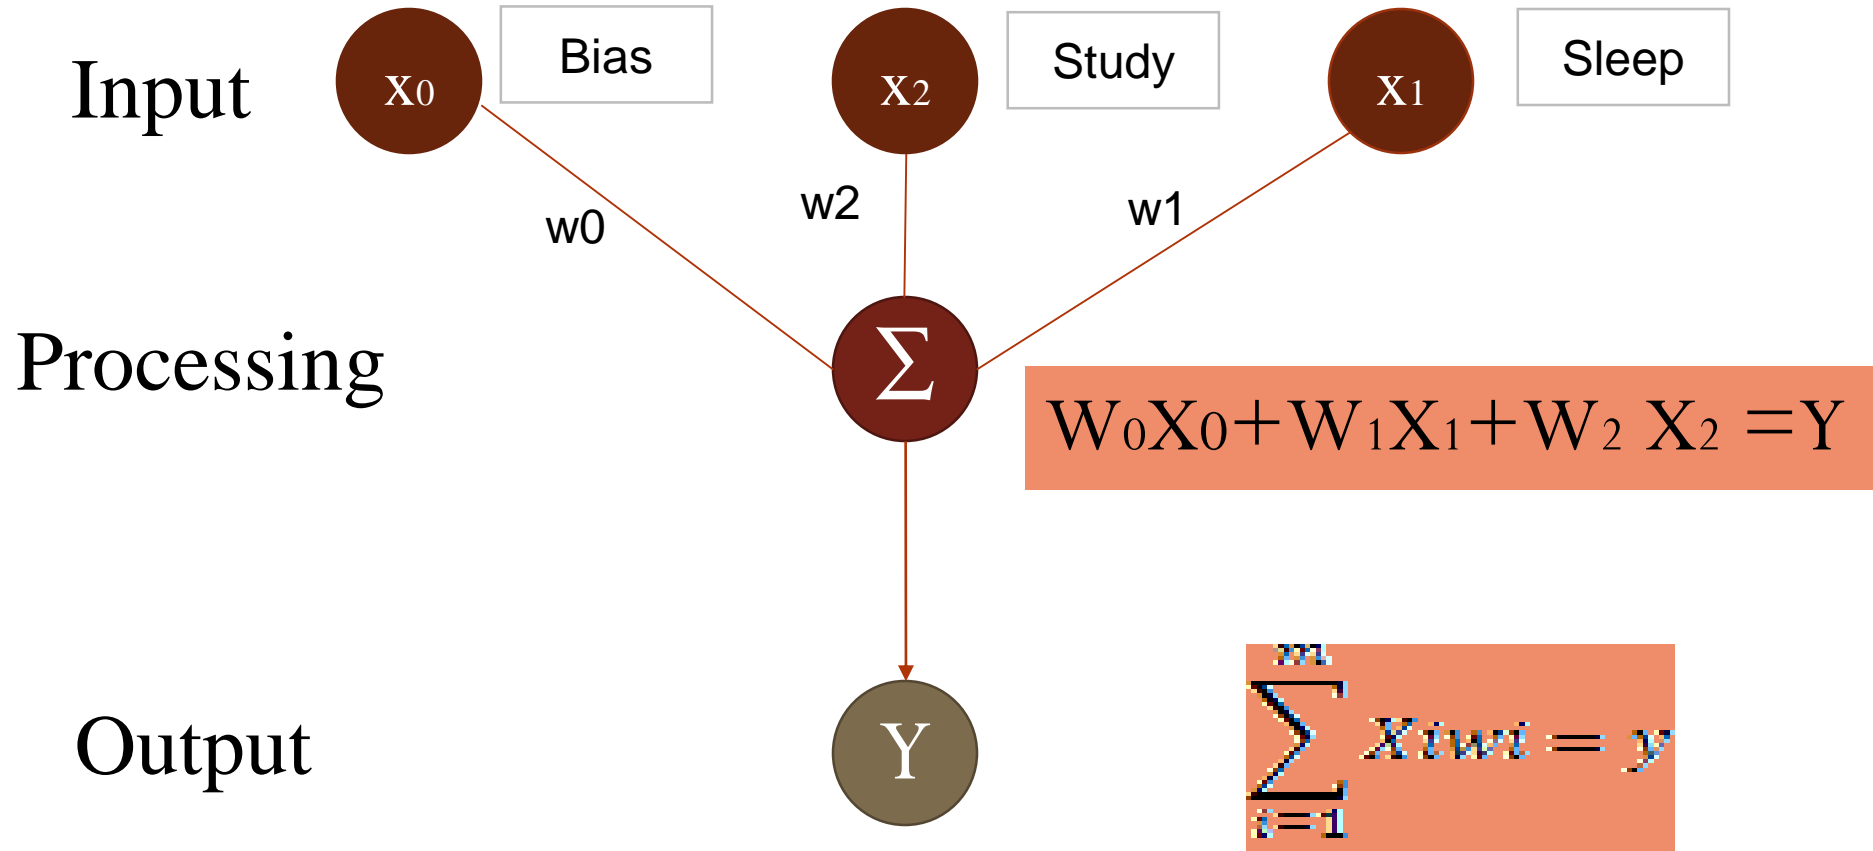 Input
X0
Bias
X2
Study
X1
Sleep
w0
w2
w1
Processing
Σ
W0X0+W1X1+W2 X2 =Y
Output
Y
∑ Xiwi = y
i=1